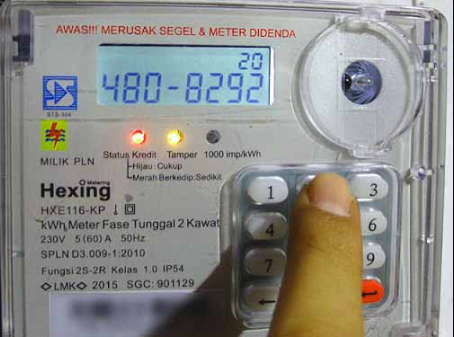 AWAS!!! MERUSAK SEGEL & METER DIDENDA
20
480-8292
STS-504
MILIK PLN
Status Kredit Tamper 1000 imp/kWh
Hijau: Cukup
Merah Berkedip:Sedikit
Hexing Metering
HXE116-KP
kWh Meter Fase Tunggal 2 Kawat
230V 5(60)A 50Hz
SPLN D3.009-1:2010
Fungsi 2S-2R Kelas 1.0 IP54
LMK 2015 SGC: 901129
1 3
4 6
7 9